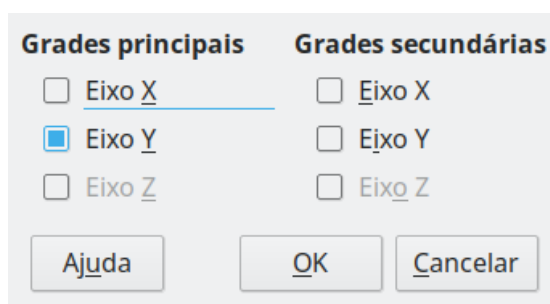 Grades principais Grades secundárias
Eixo X Eixo X
Eixo Y Eixo Y
Eixo Z Eixo Z
Ajuda OK Cancelar